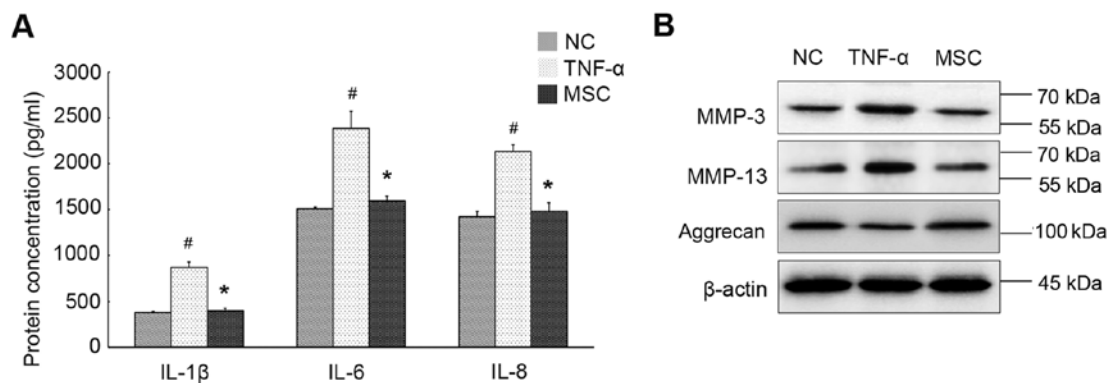 A
NC
TNF-α
MSC
Protein concentration (pg/ml)
3000
2500
2000
1500
1000
500
0
#
*
#
*
#
*
IL-1β
IL-6
IL-8
B
NC TNF-α MSC
MMP-3
70 kDa
55 kDa
MMP-13
70 kDa
55 kDa
Aggrecan
100 kDa
β-actin
45 kDa